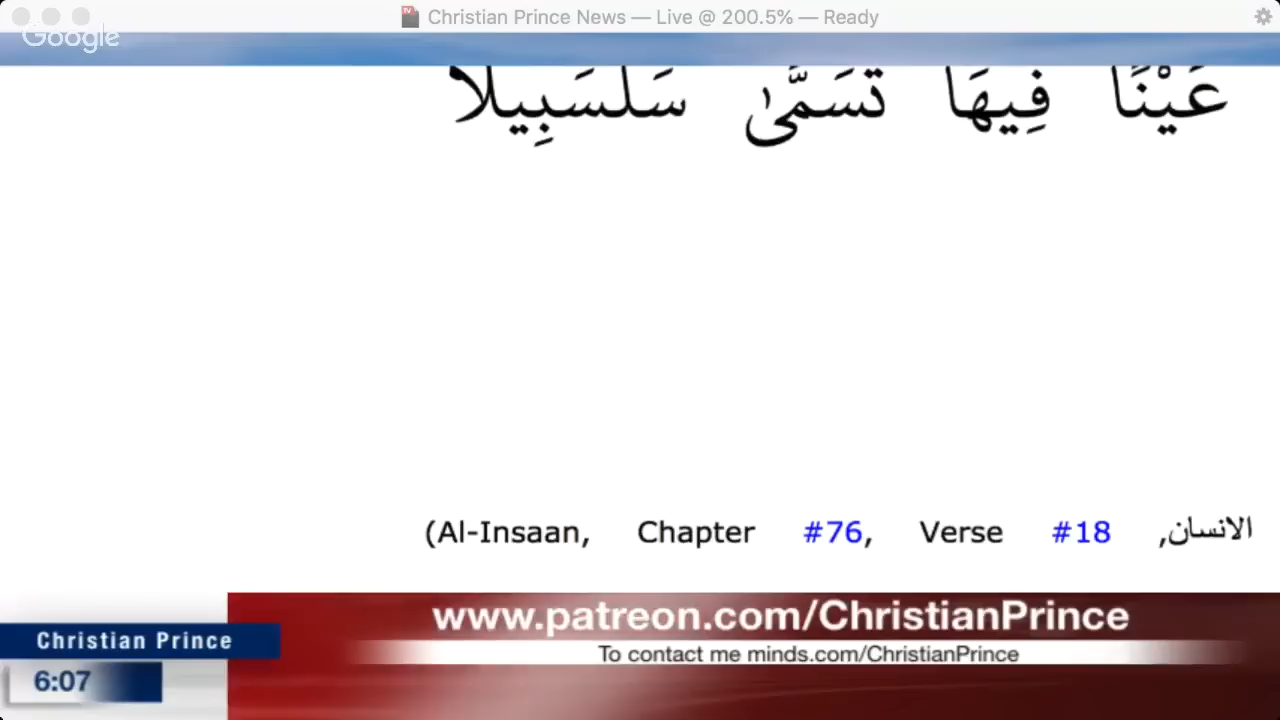 Christian Prince News — Live @ 200.5% — Ready
Google
عَيْنًا فِيهَا تُسَمَّىٰ سَلْسَبِيلًا
(Al-Insaan, Chapter #76, Verse #18 الانسان,
www.patreon.com/ChristianPrince
To contact me minds.com/ChristianPrince
Christian Prince
6:07